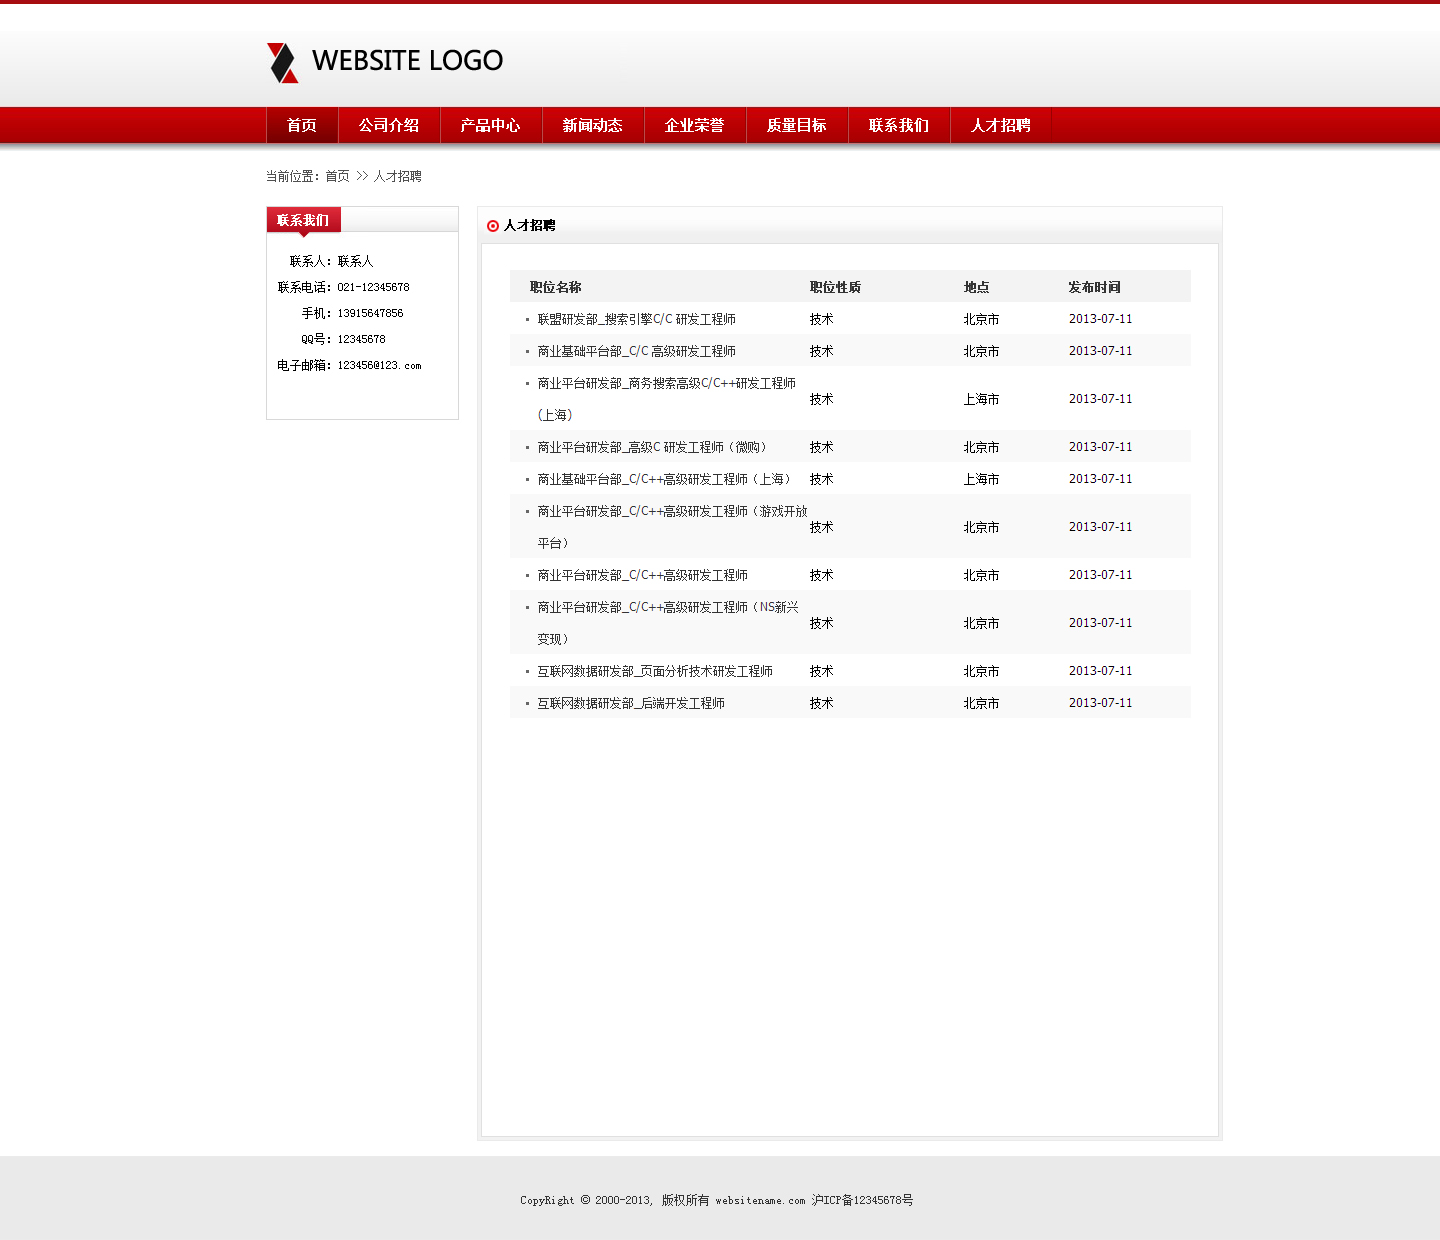 WEBSITE LOGO
首页 公司介绍 产品中心 新闻动态 企业荣誉 质量目标 联系我们 人才招聘
当前位置：首页 >> 人才招聘
联系我们
联系人：联系人
联系电话：021-12345678
手机：13915647856
QQ号：12345678
电子邮箱：123456@123.com
人才招聘
职位名称 职位性质 地点 发布时间
联盟研发部_搜索引擎C/C 研发工程师 技术 北京市 2013-07-11
商业基础平台部_C/C 高级研发工程师 技术 北京市 2013-07-11
商业平台研发部_商务搜索高级C/C++研发工程师
(上海） 技术 上海市 2013-07-11
商业平台研发部_高级C 研发工程师（微购） 技术 北京市 2013-07-11
商业基础平台部_C/C++高级研发工程师（上海） 技术 上海市 2013-07-11
商业平台研发部_C/C++高级研发工程师（游戏开放
平台） 技术 北京市 2013-07-11
商业平台研发部_C/C++高级研发工程师 技术 北京市 2013-07-11
商业平台研发部_C/C++高级研发工程师（NS新兴
变现） 技术 北京市 2013-07-11
互联网数据研发部_页面分析技术研发工程师 技术 北京市 2013-07-11
互联网数据研发部_后端开发工程师 技术 北京市 2013-07-11
CopyRight © 2000-2013, 版权所有 websitename.com 沪ICP备12345678号